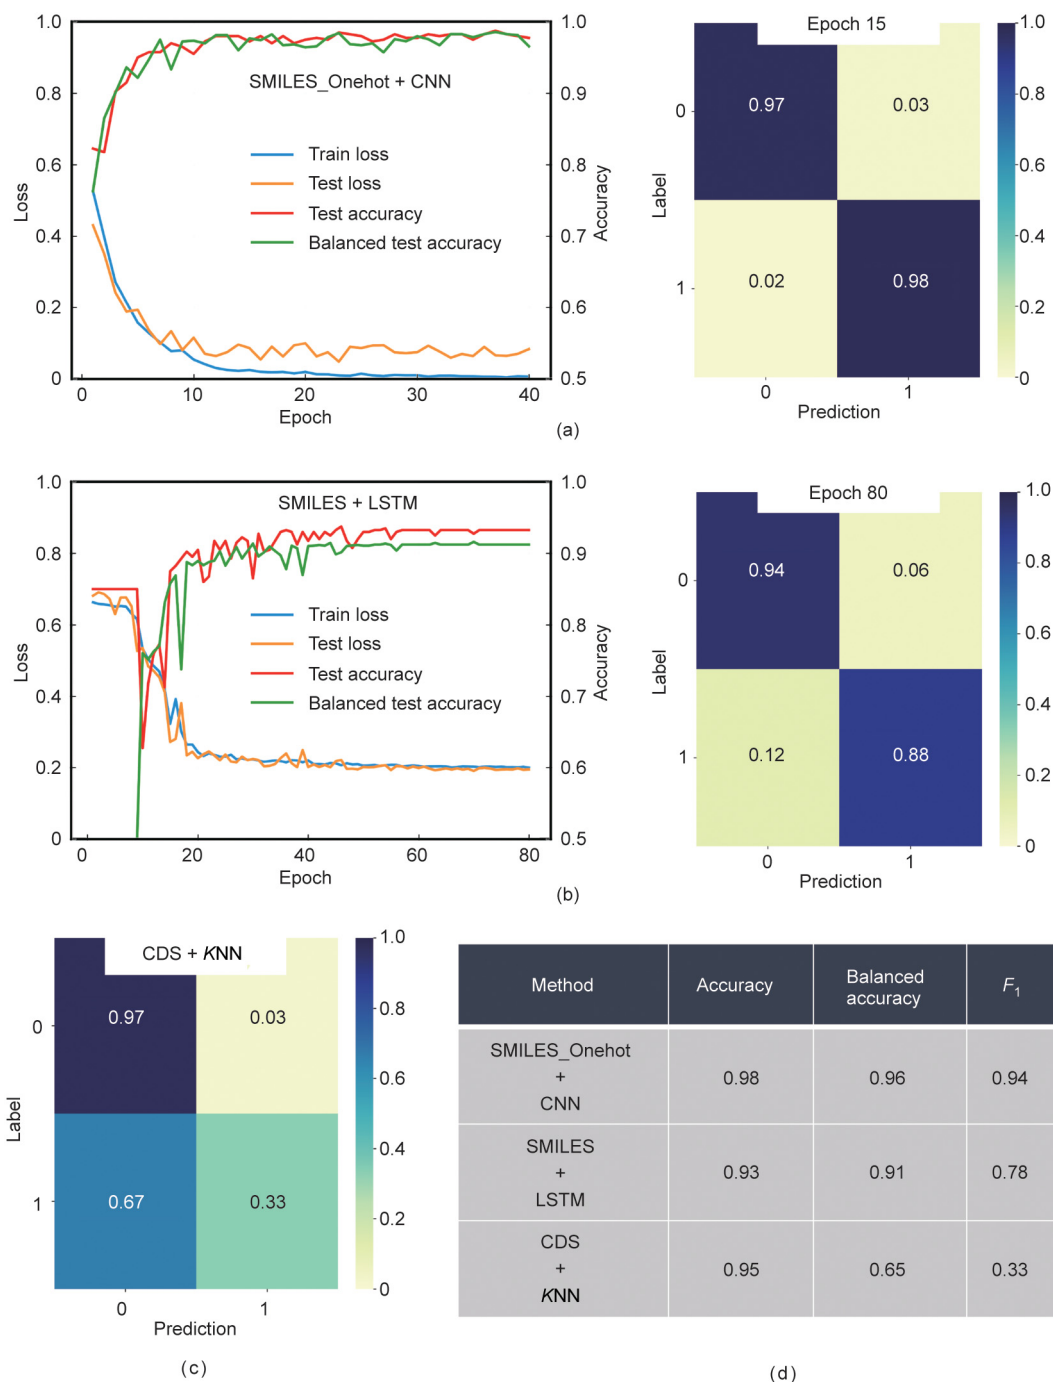 1.0
0.8
0.6
0.4
0.2
0
Loss
1.0
0.9
0.8
0.7
0.6
0.5
Accuracy
SMILES_Onehot + CNN
Train loss
Test loss
Test accuracy
Balanced test accuracy
0 10 20 30 40
Epoch
Epoch 15
0.97 0.03
0.02 0.98
0
1
Label
0 1
Prediction
1.0
0.8
0.6
0.4
0.2
0
(a)
1.0
0.8
0.6
0.4
0.2
0
Loss
1.0
0.9
0.8
0.7
0.6
0.5
Accuracy
SMILES + LSTM
Train loss
Test loss
Test accuracy
Balanced test accuracy
0 20 40 60 80
Epoch
Epoch 80
0.94 0.06
0.12 0.88
0
1
Label
0 1
Prediction
1.0
0.8
0.6
0.4
0.2
0
(b)
CDS + KNN
0.97 0.03
0.67 0.33
0
1
Label
0 1
Prediction
1.0
0.8
0.6
0.4
0.2
0
(c)
Method Accuracy Balanced accuracy F1
SMILES_Onehot
+
CNN
0.98 0.96 0.94
SMILES
+
LSTM
0.93 0.91 0.78
CDS
+
KNN
0.95 0.65 0.33
(d)